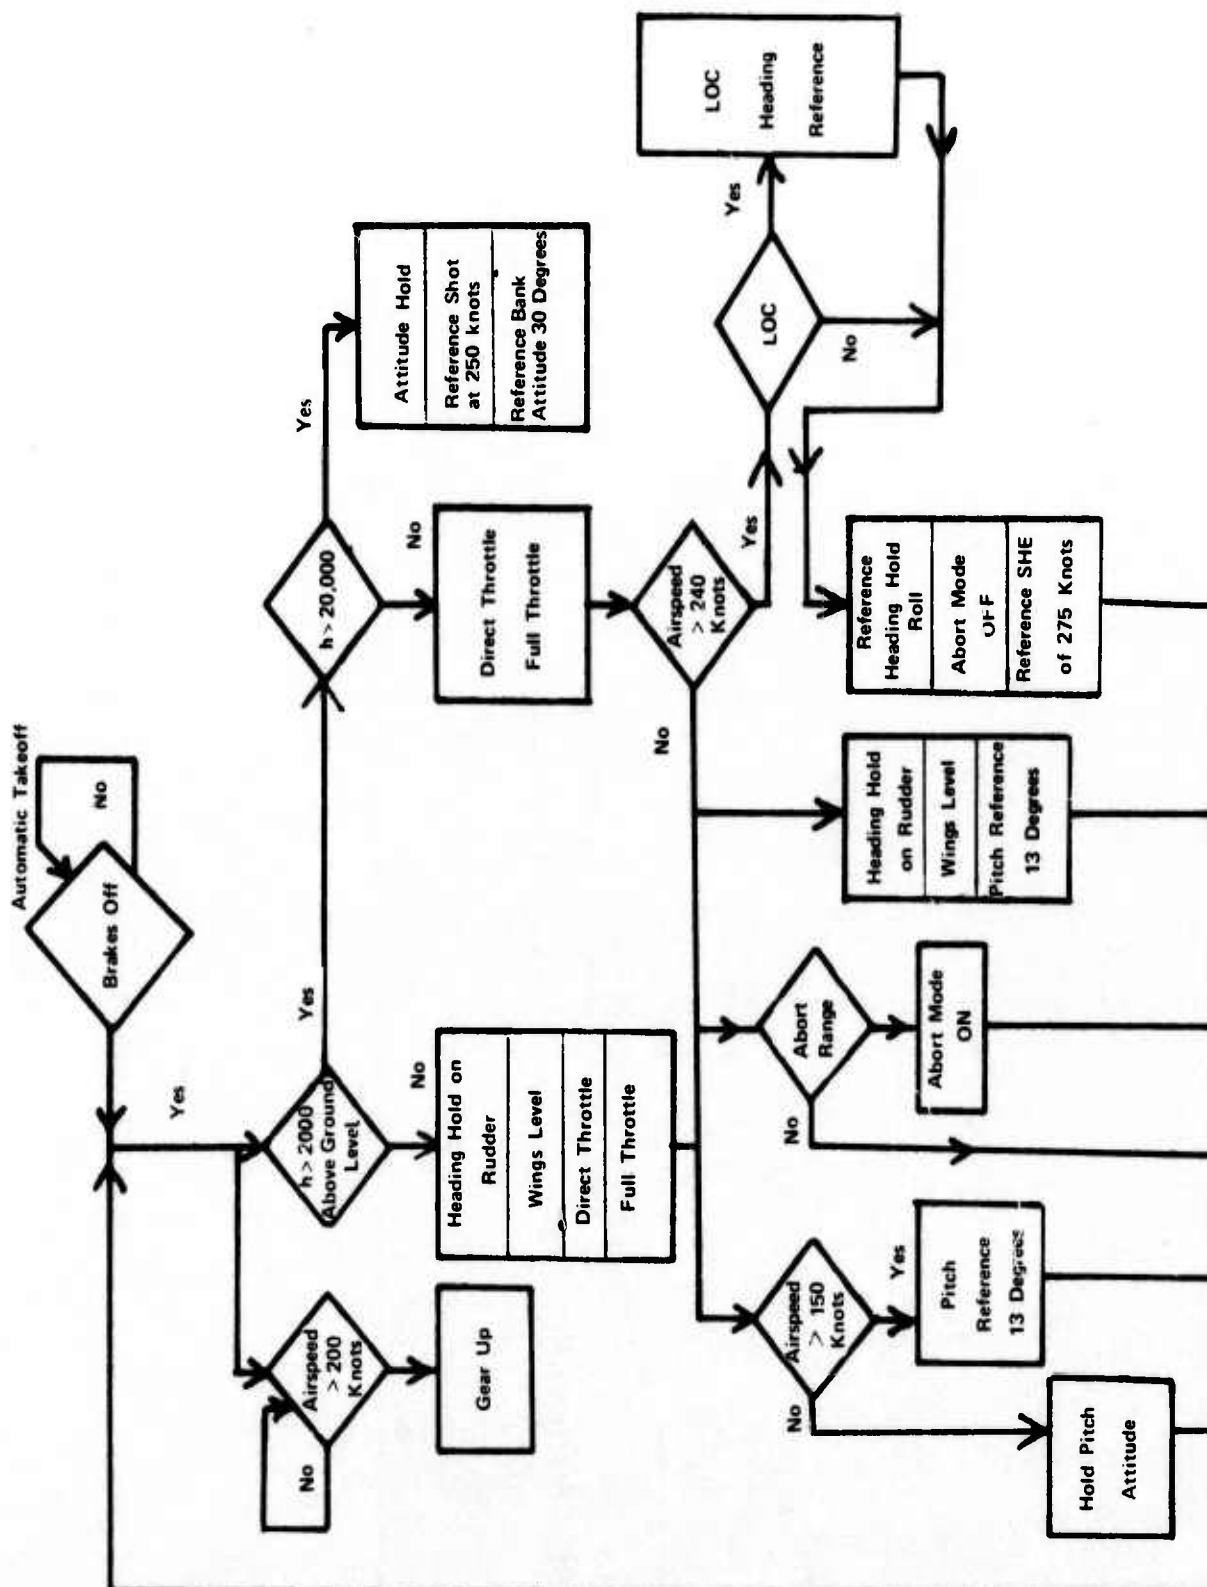 Automatic Takeoff
Brakes Off
No
Yes
Airspeed
> 200
Knots
No
Gear Up
h > 2000
Above Ground
Level
Yes
No
Heading Hold on
Rudder
Wings Level
Direct Throttle
Full Throttle
h > 20,000
Yes
No
Attitude Hold
Reference Shot
at 250 knots
Reference Bank
Attitude 30 Degrees
Direct Throttle
Full Throttle
Airspeed
> 240
Knots
No
Yes
LOC
Yes
No
LOC
Heading
Reference
Airspeed
> 150
Knots
No
Yes
Hold Pitch
Attitude
Pitch
Reference
13 Degrees
Abort
Range
No
Abort Mode
ON
Heading Hold
on Rudder
Wings Level
Pitch Reference
13 Degrees
Reference
Heading Hold
Roll
Abort Mode
OFF
Reference SHE
of 275 Knots